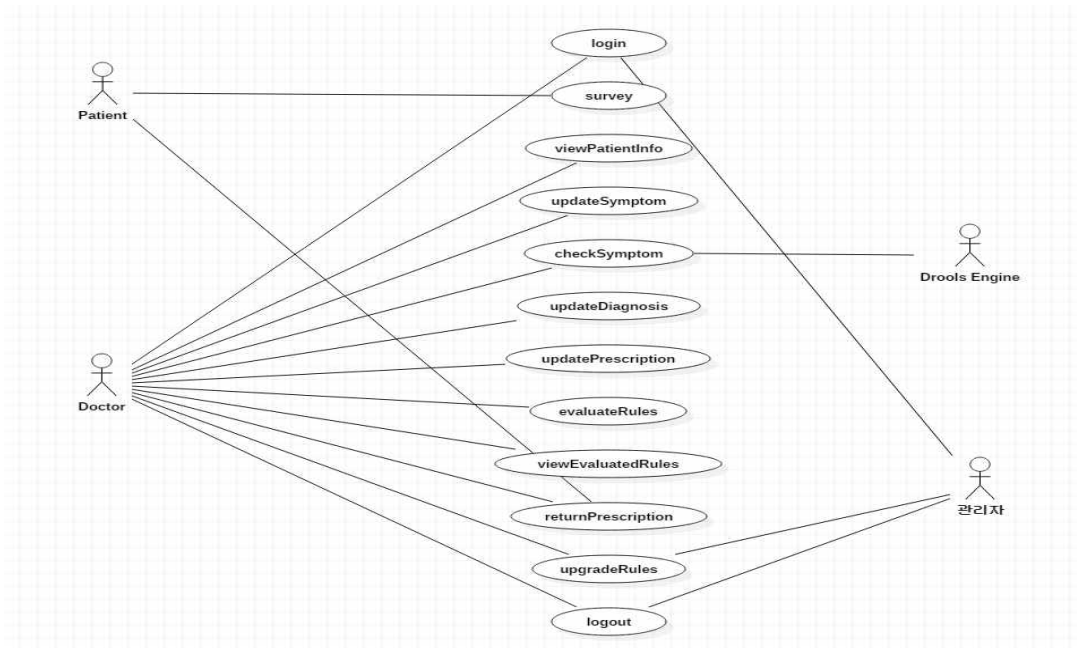 login
Patient
survey
viewPatientInfo
updateSymptom
checkSymptom
Drools Engine
updateDiagnosis
updatePrescription
Doctor
evaluateRules
viewEvaluatedRules
returnPrescription
관리자
upgradeRules
logout